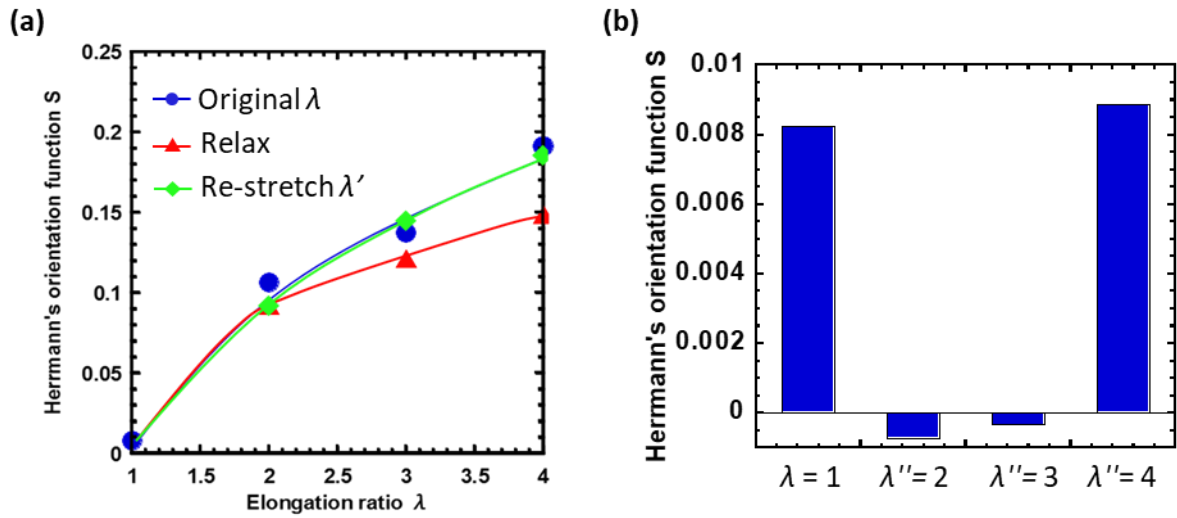 (a)
Herrmann's orientation function S
0.25
0.2
0.15
0.1
0.05
0
Original λ
Relax
Re-stretch λ′
1 1.5 2 2.5 3 3.5 4
Elongation ratio λ
(b)
Herrmann's orientation function S
0.01
0.008
0.006
0.004
0.002
0
λ = 1 λ′′= 2 λ′′= 3 λ′′= 4